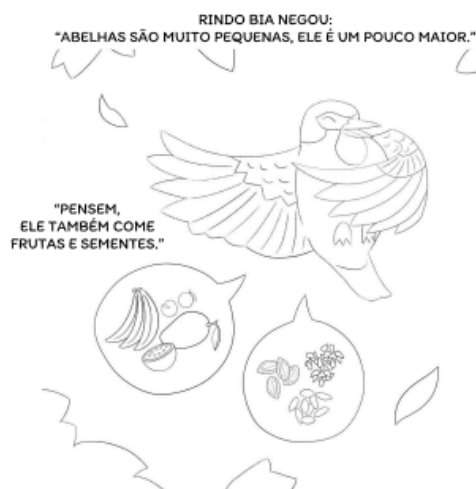 RINDO BIA NEGOU:
"ABELHAS SÃO MUITO PEQUENAS, ELE É UM POUCO MAIOR."
"PENSEM,
ELE TAMBÉM COME
FRUTAS E SEMENTES."